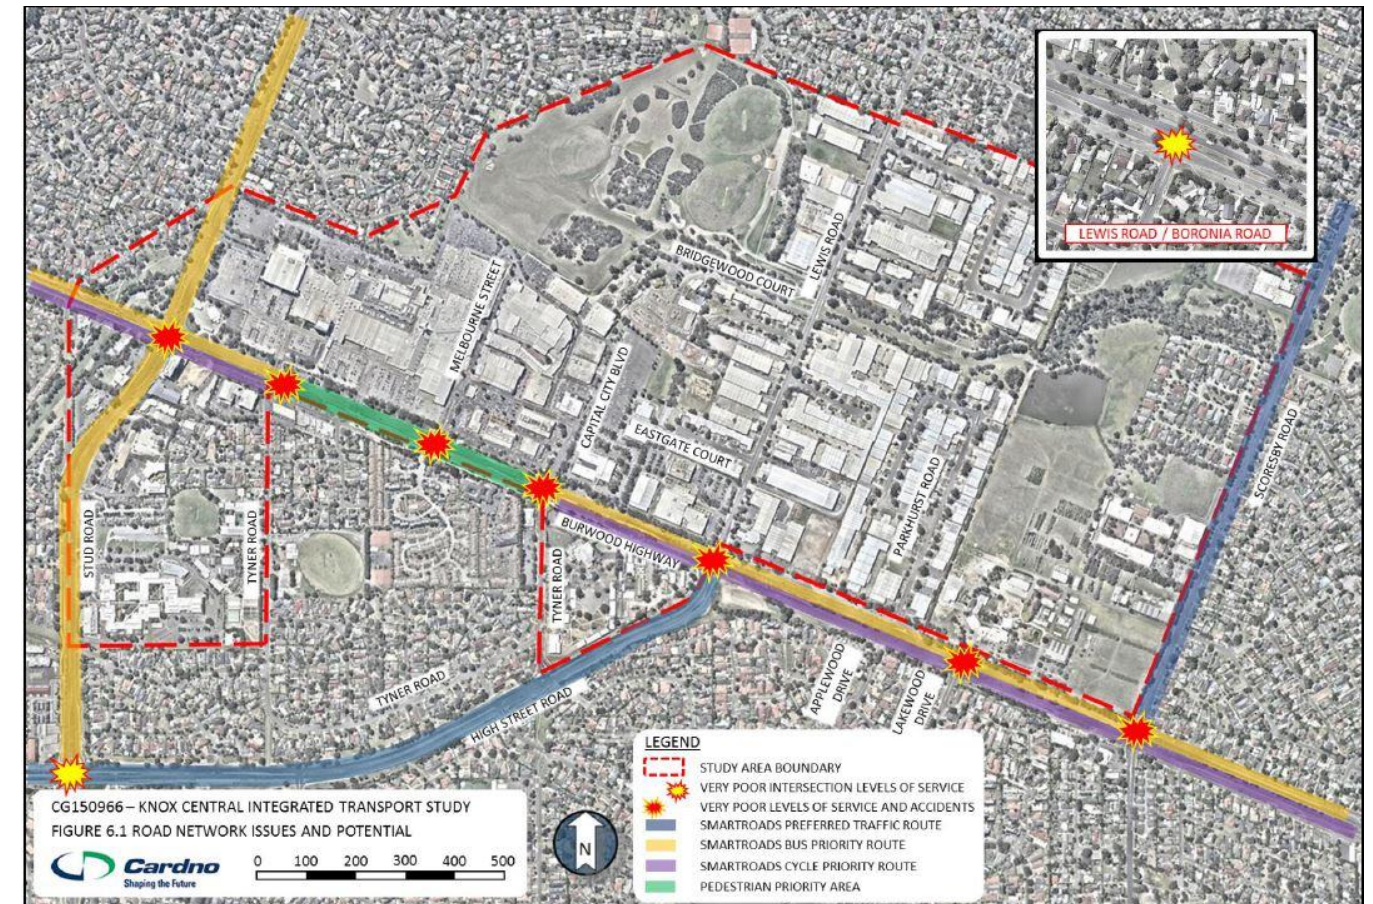 LEWIS ROAD / BORONIA ROAD
BRIDGEWOOD COURT
LEWIS ROAD
MELBOURNE STREET
CAPITAL CITY BLVD
EASTGATE COURT
SCORESBY ROAD
PARKHURST ROAD
STUD ROAD
TYNER ROAD
BURWOOD HIGHWAY
TYNER ROAD
TYNER ROAD
HIGH STREET ROAD
APPLEWOOD
DRIVE
LAKEWOOD
DRIVE
LEGEND
STUDY AREA BOUNDARY
VERY POOR INTERSECTION LEVELS OF SERVICE
VERY POOR LEVELS OF SERVICE AND ACCIDENTS
SMARTROADS PREFERRED TRAFFIC ROUTE
SMARTROADS BUS PRIORITY ROUTE
SMARTROADS CYCLE PRIORITY ROUTE
PEDESTRIAN PRIORITY AREA
CG150966 – KNOX CENTRAL INTEGRATED TRANSPORT STUDY
FIGURE 6.1 ROAD NETWORK ISSUES AND POTENTIAL
Cardno
Shaping the Future
0 100 200 300 400 500
N